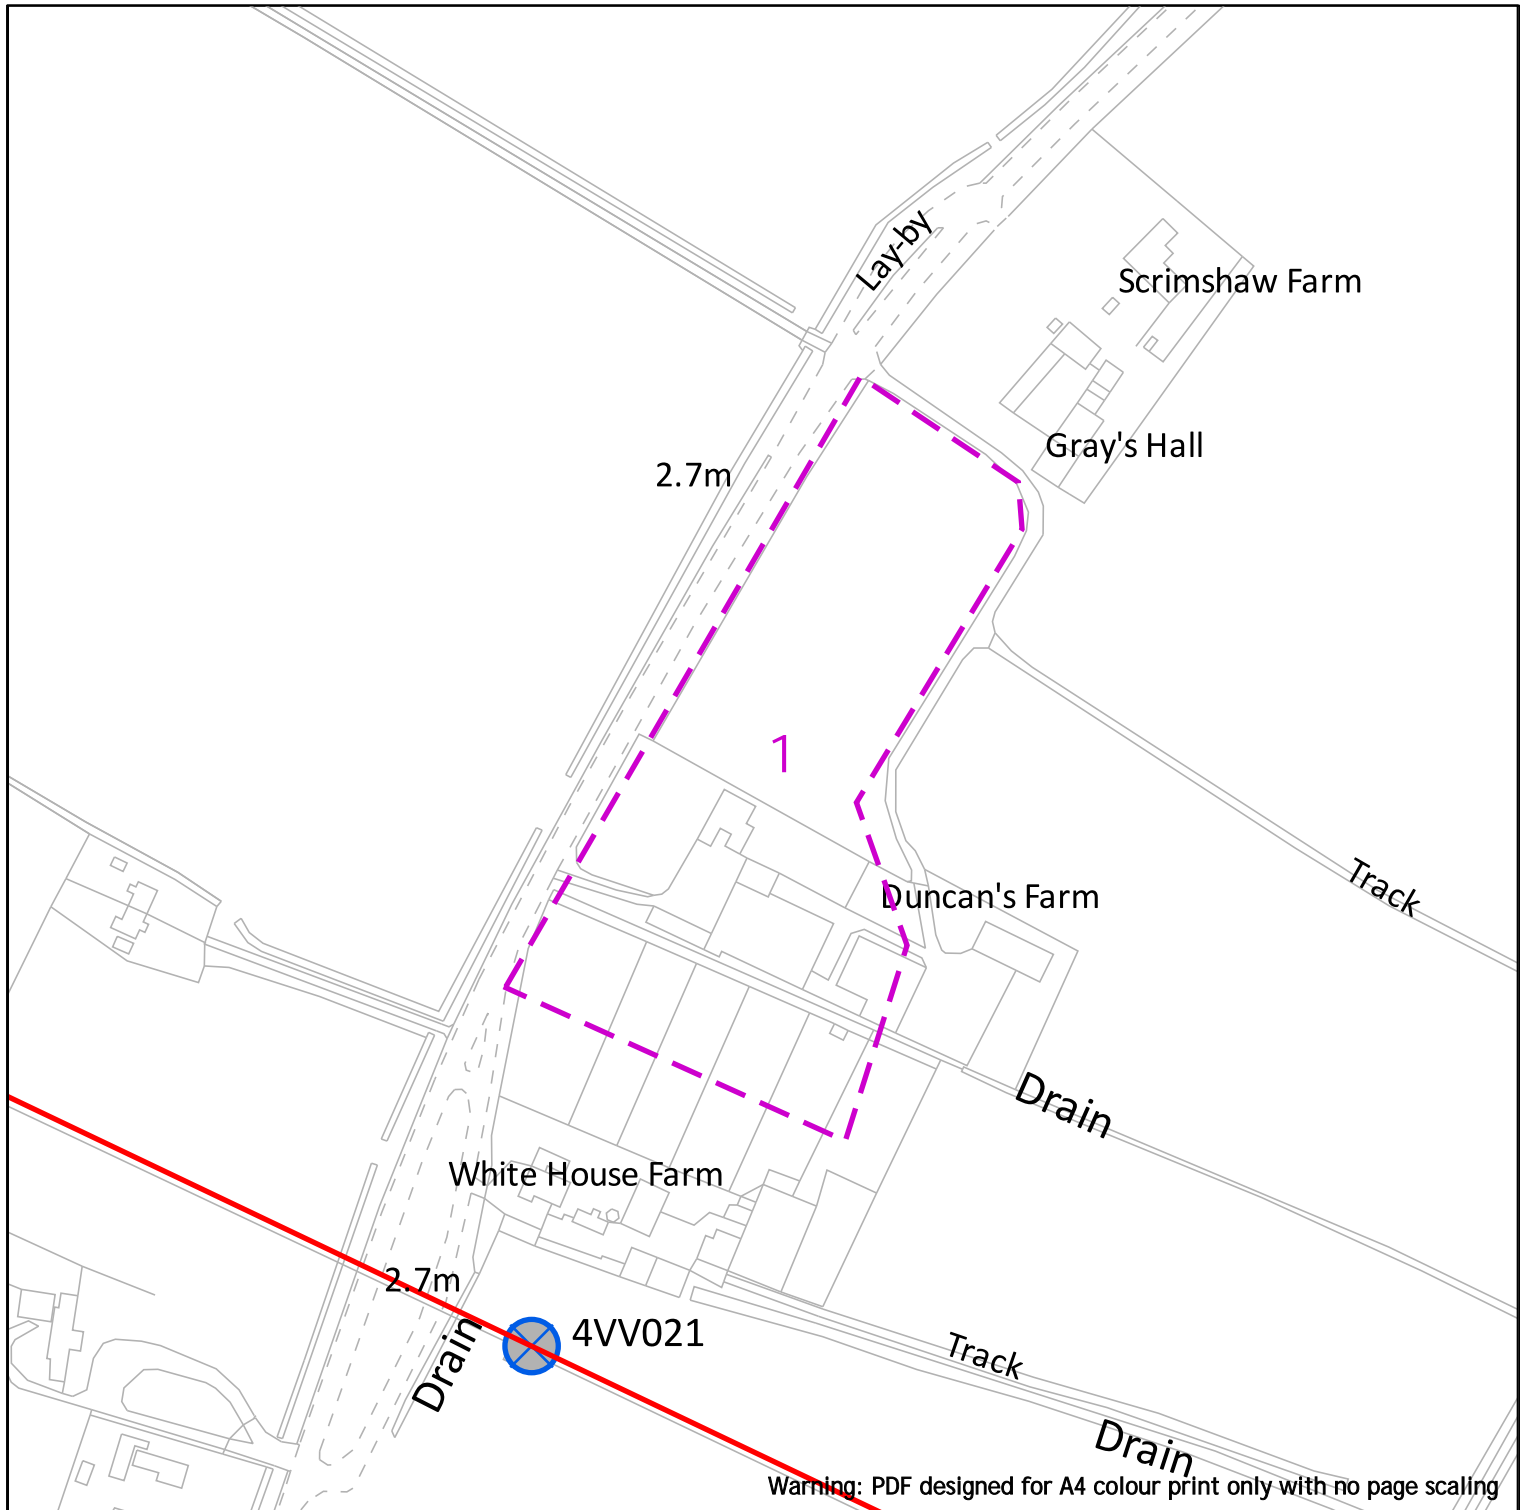 Lay-by
Scrimshaw Farm
Gray's Hall
2.7m
1
Track
Duncan's Farm
Drain
White House Farm
2.7m
4VV021
Drain
Track
Drain
Warning: PDF designed for A4 colour print only with no page scaling